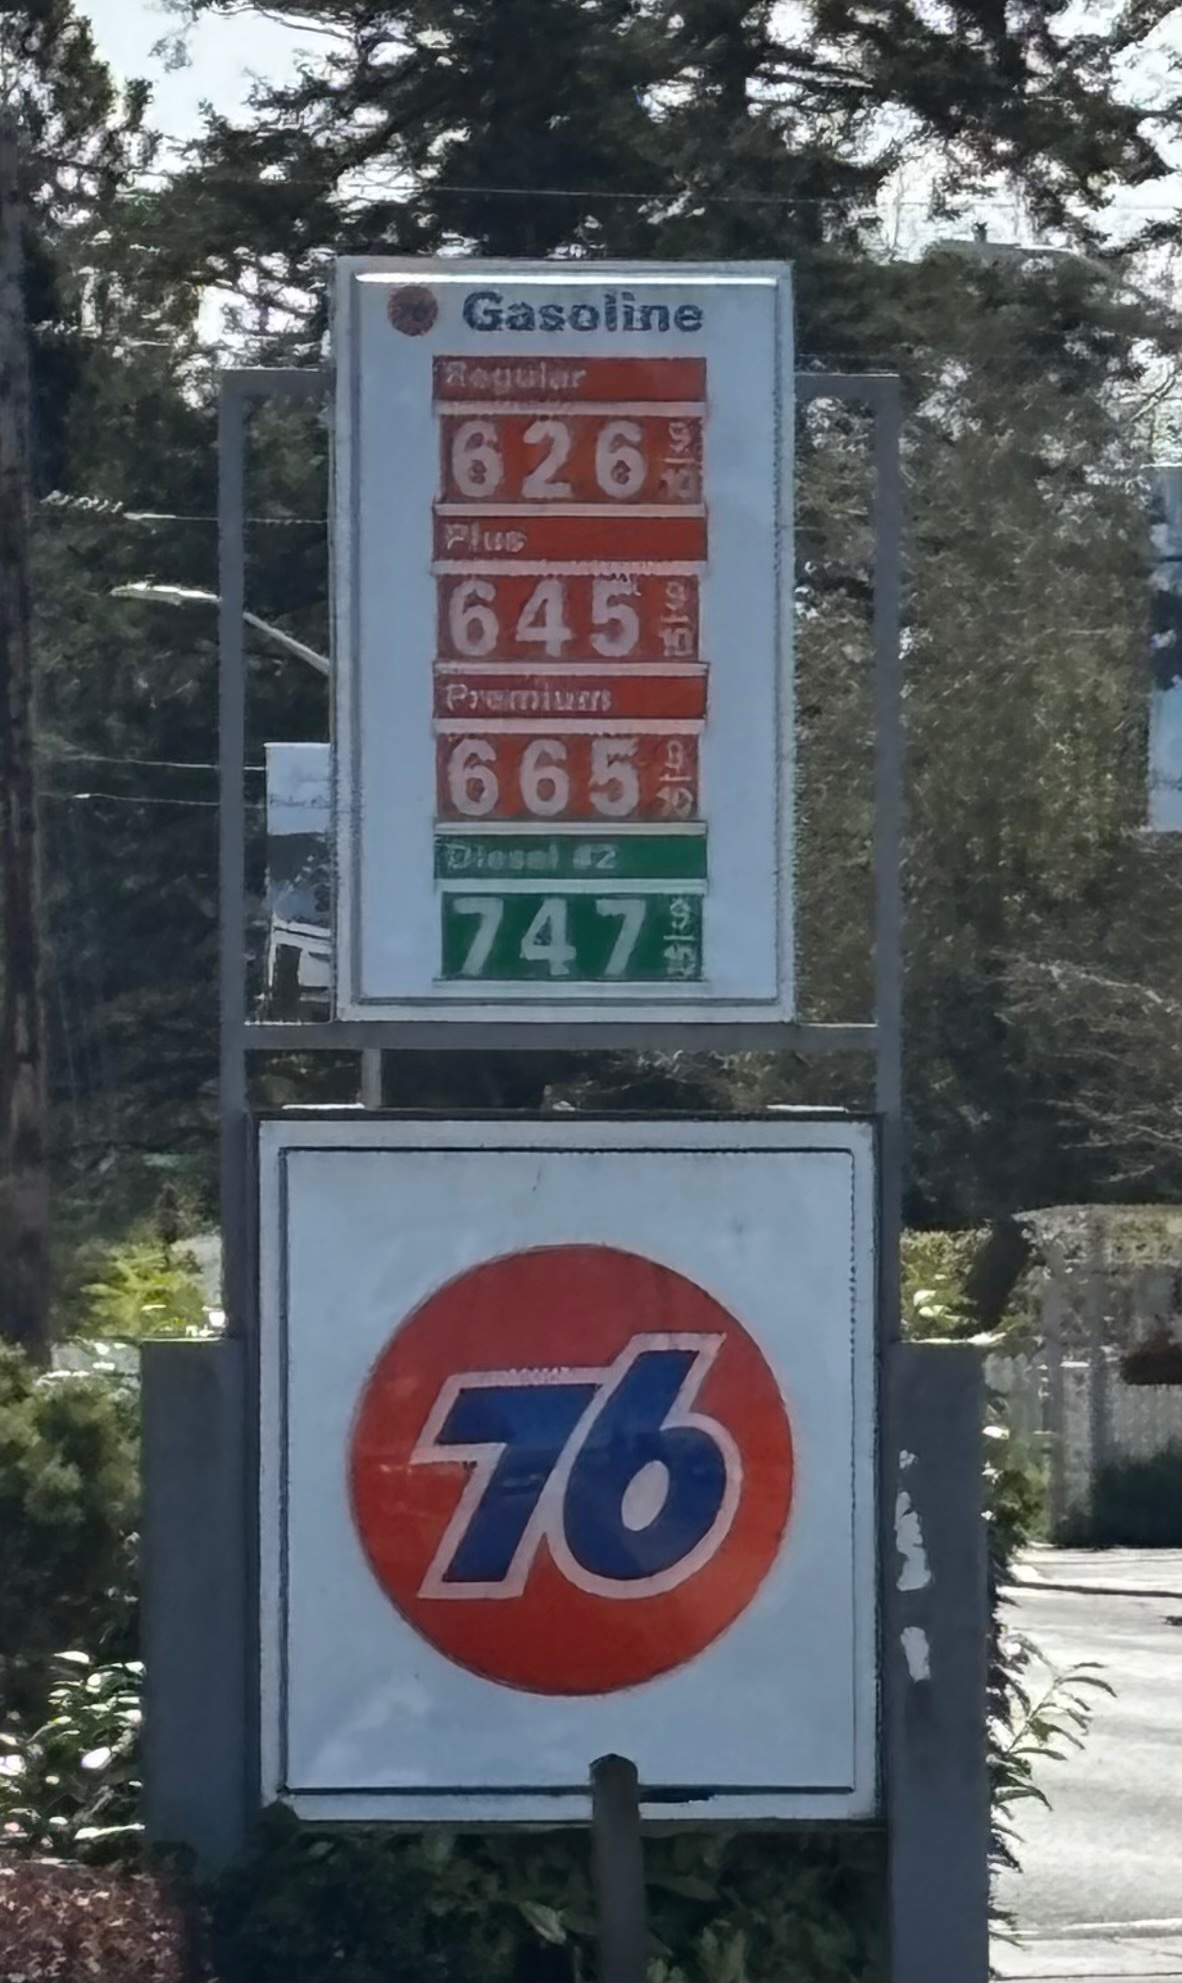 Gasoline
Regular
626 9/10
Plus
645 9/10
Premium
665 9/10
Diesel #2
747 9/10
76